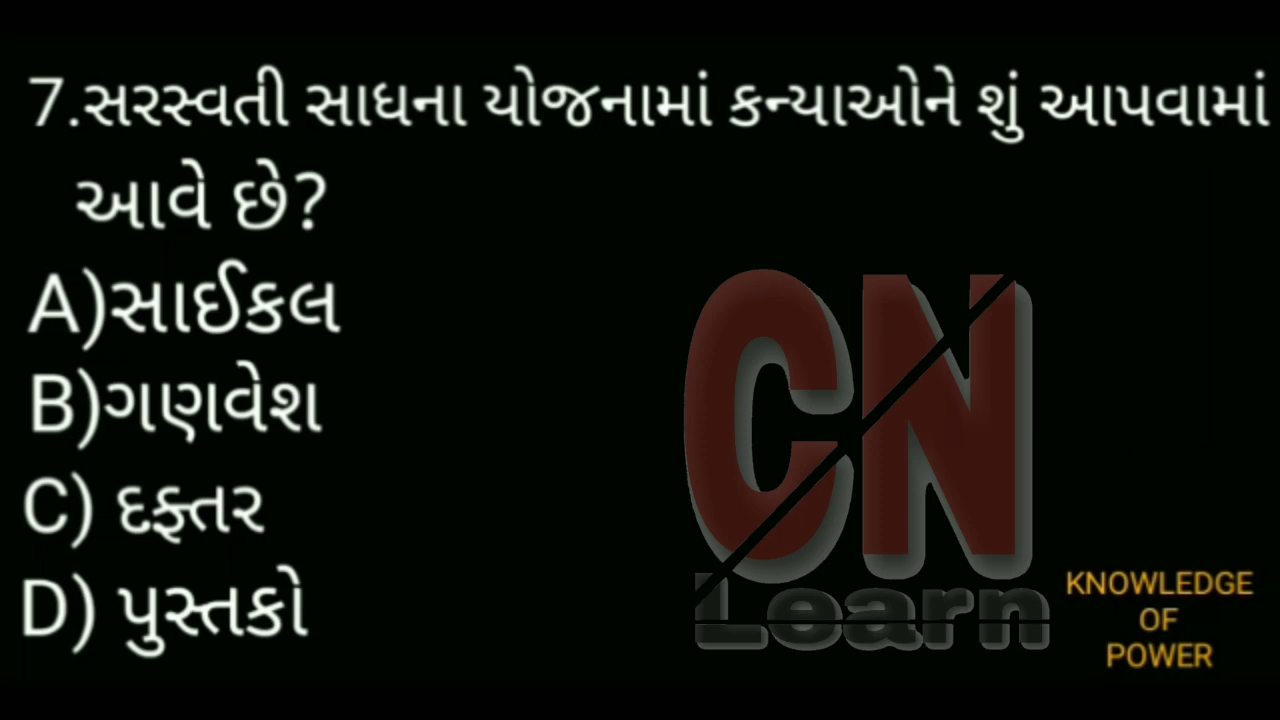 7.સરસ્વતી સાધના યોજનામાં કન્યાઓને શું આપવામાં
આવે છે?
A)સાઈકલ
B)ગણવેશ
C) દફ્તર
D) પુસ્તકો
CN
Learn
KNOWLEDGE
OF
POWER